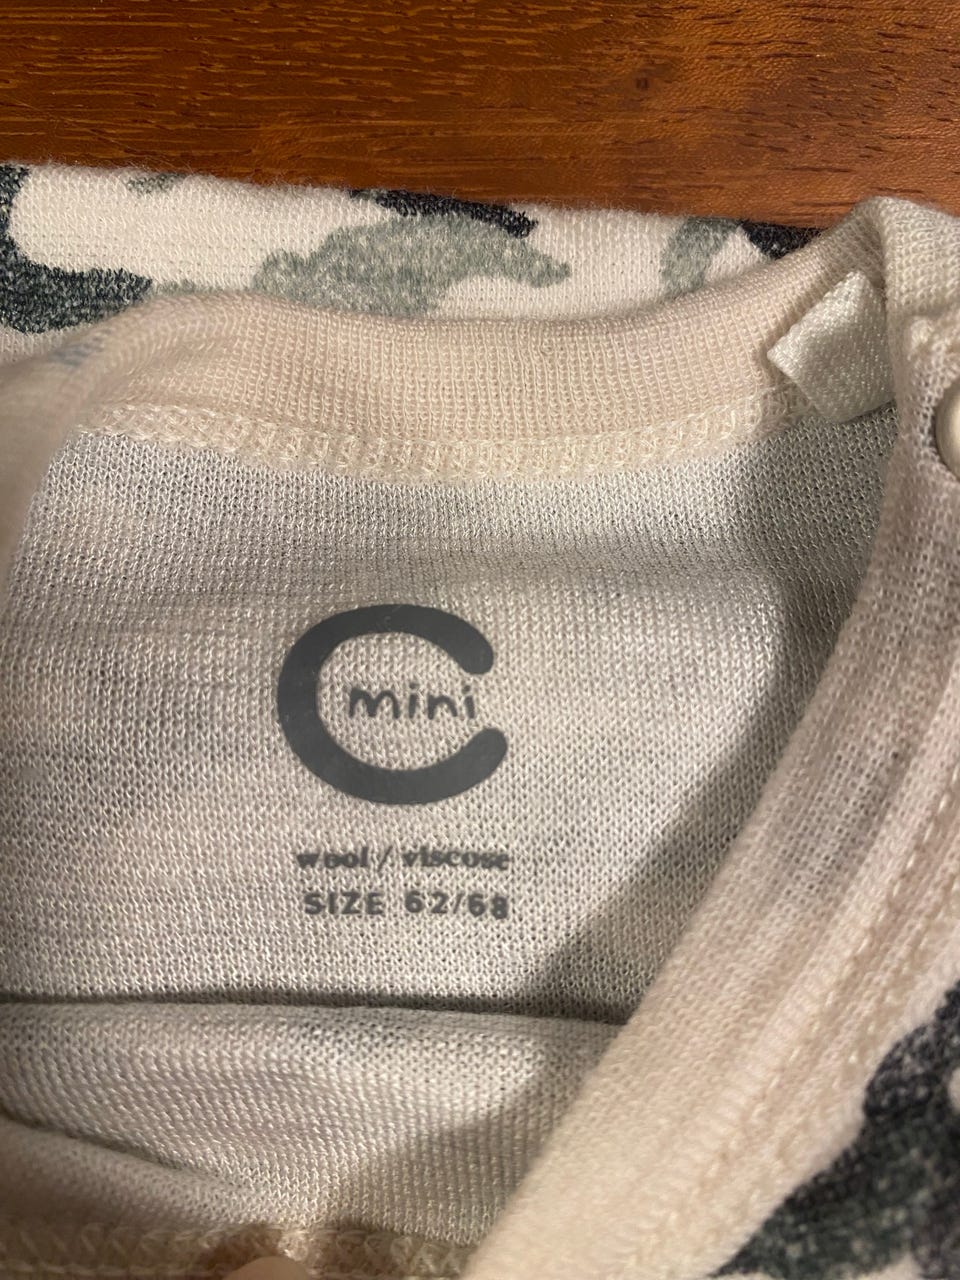 C
mini
wool / viscose
SIZE 62/68